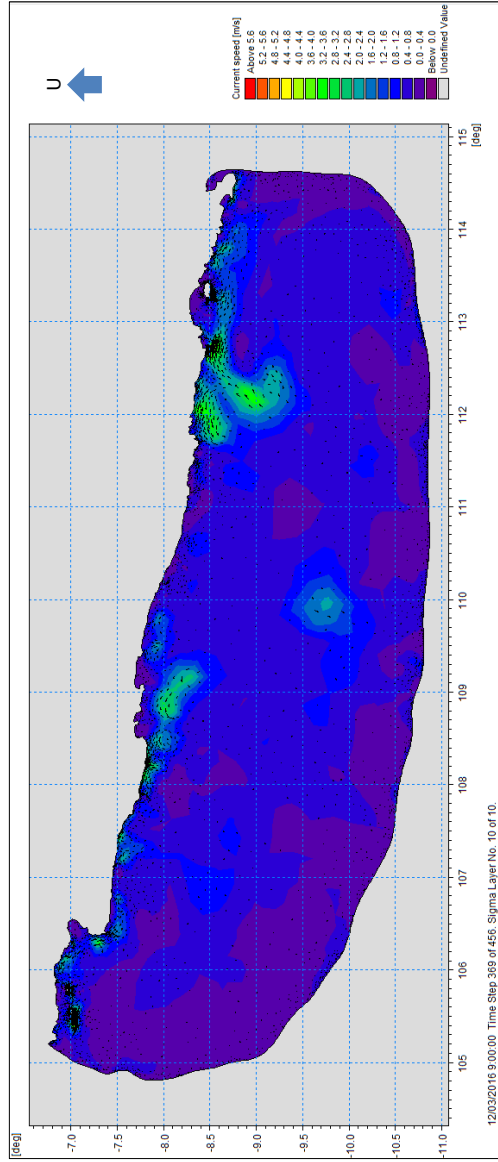 U
[deg]
-7.0
-7.5
-8.0
-8.5
-9.0
-9.5
-10.0
-10.5
-11.0
105
106
107
108
109
110
111
112
113
114
115
[deg]
12/03/2016 9:00:00 Time Step 369 of 456. Sigma Layer No. 10 of 10.
Current speed [m/s]
Above 5.6
5.2 - 5.6
4.8 - 5.2
4.4 - 4.8
4.0 - 4.4
3.6 - 4.0
3.2 - 3.6
2.8 - 3.2
2.4 - 2.8
2.0 - 2.4
1.6 - 2.0
1.2 - 1.6
0.8 - 1.2
0.4 - 0.8
0.0 - 0.4
Below 0.0
Undefined Value